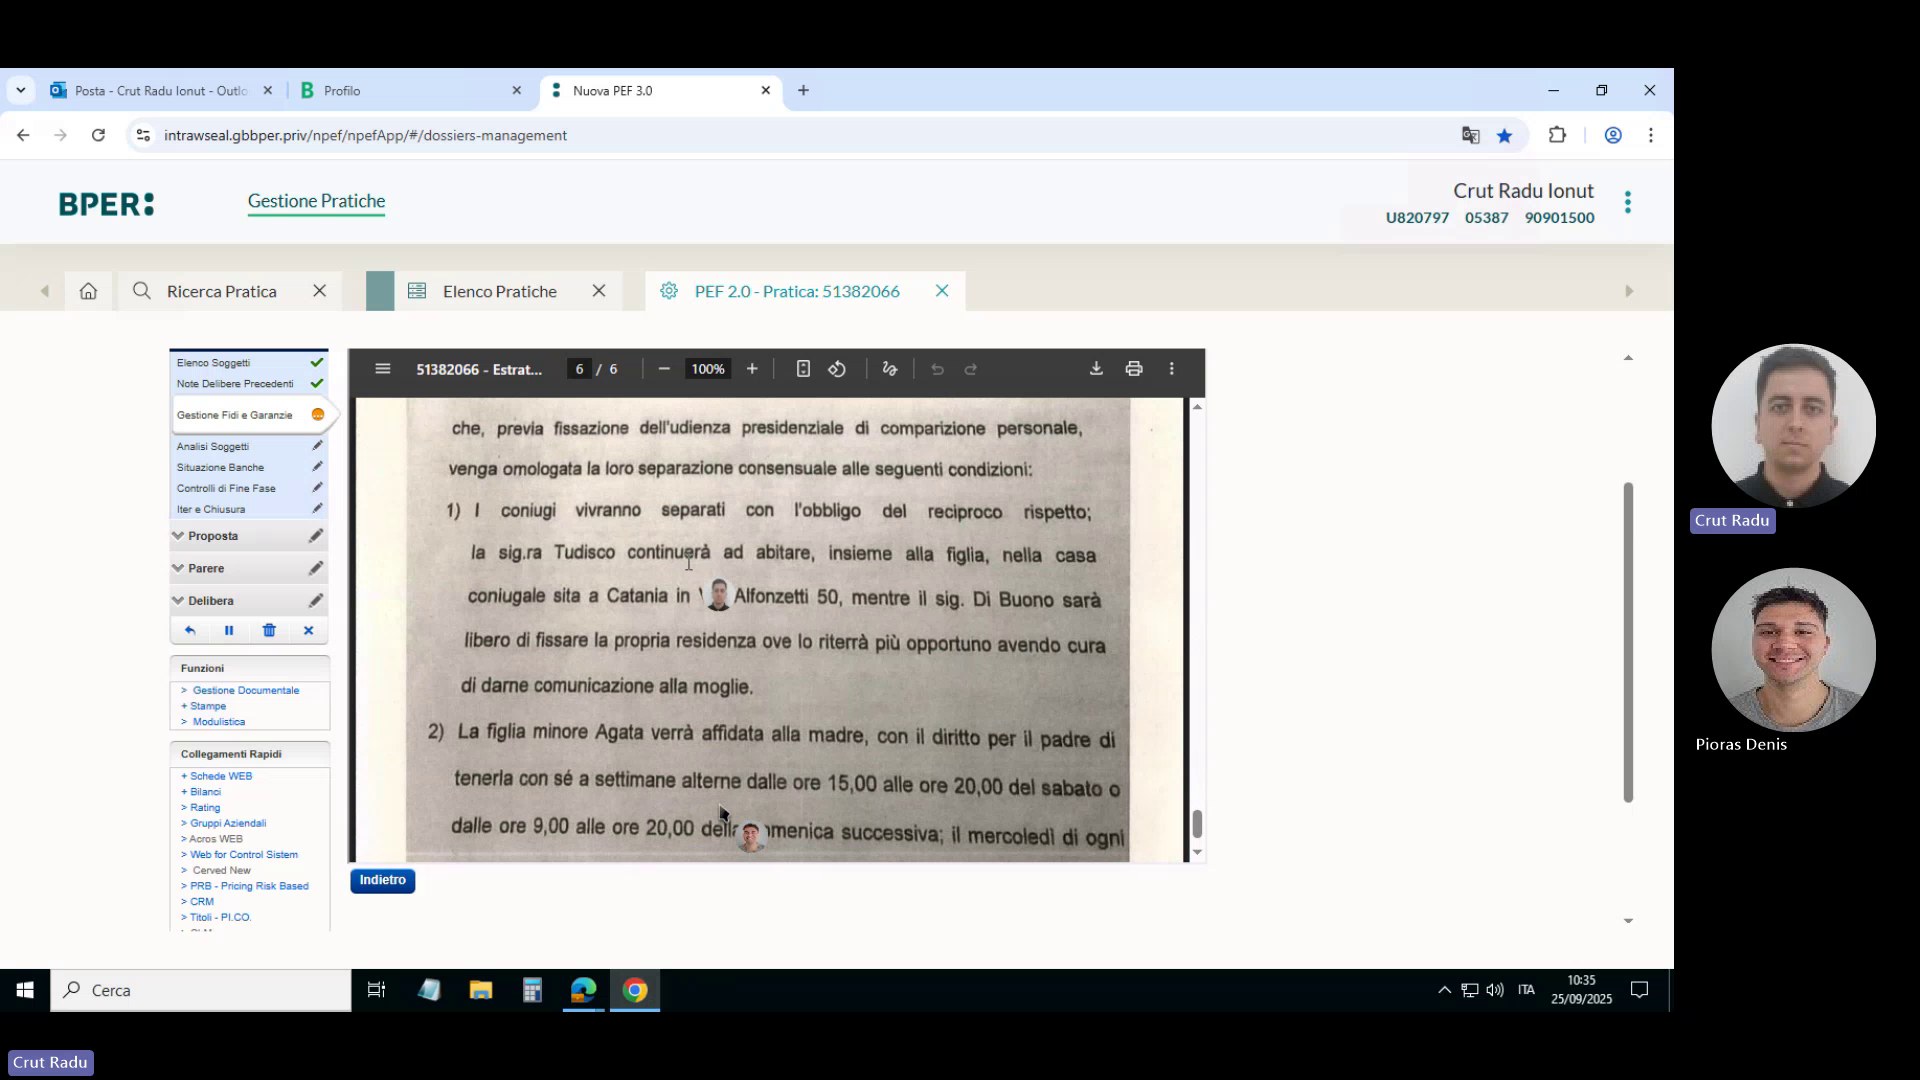 Posta - Crut Radu Ionut - Outlo
Profilo
Nuova PEF 3.0
intrawseal.gbbper.priv/npef/npefApp/#/dossiers-management
BPER:
Gestione Pratiche
Crut Radu Ionut
U820797 05387 90901500
Ricerca Pratica
Elenco Pratiche
PEF 2.0 - Pratica: 51382066
Elenco Soggetti
Note Delibere Precedenti
Gestione Fidi e Garanzie
Analisi Soggetti
Situazione Banche
Controlli di Fine Fase
Iter e Chiusura
Proposta
Parere
Delibera
Funzioni
> Gestione Documentale
+ Stampe
> Modulistica
Collegamenti Rapidi
+ Schede WEB
+ Bilanci
> Rating
> Gruppi Aziendali
> Acros WEB
> Web for Control Sistem
> Cerved New
> PRB - Pricing Risk Based
> CRM
> Titoli - PI.CO.
51382066 - Estrat...
6 / 6
100%
che, previa fissazione dell'udienza presidenziale di comparizione personale,
venga omologata la loro separazione consensuale alle seguenti condizioni:
1) I coniugi vivranno separati con l'obbligo del reciproco rispetto;
la sig.ra Tudisco continuerà ad abitare, insieme alla figlia, nella casa
coniugale sita a Catania in Alfonzetti 50, mentre il sig. Di Buono sarà
libero di fissare la propria residenza ove lo riterrà più opportuno avendo cura
di darne comunicazione alla moglie.
2) La figlia minore Agata verrà affidata alla madre, con il diritto per il padre di
tenerla con sé a settimane alterne dalle ore 15,00 alle ore 20,00 del sabato o
dalle ore 9,00 alle ore 20,00 della domenica successiva; il mercoledì di ogni
Indietro
Crut Radu
Pioras Denis
Cerca
ITA
10:35
25/09/2025
Crut Radu